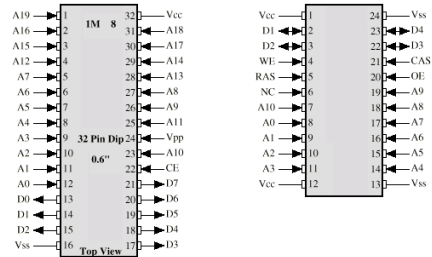 A19 1 1M 8 32 Vcc
A16 2 31 A18
A15 3 30 A17
A12 4 29 A14
A7 5 28 A13
A6 6 27 A8
A5 7 26 A9
A4 8 25 A11
A3 9 32 Pin Dip 24 Vpp
A2 10 0.6" 23 A10
A1 11 22 CE
A0 12 21 D7
D0 13 20 D6
D1 14 19 D5
D2 15 18 D4
Vss 16 Top View 17 D3
Vcc 1 24 Vss
D1 2 23 D4
D2 3 22 D3
WE 4 21 CAS
RAS 5 20 OE
NC 6 19 A9
A10 7 18 A8
A0 8 17 A7
A1 9 16 A6
A2 10 15 A5
A3 11 14 A4
Vcc 12 13 Vss